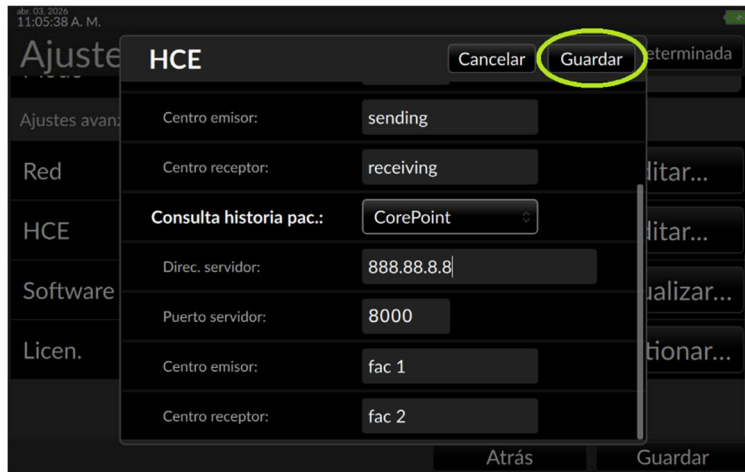 abr. 03, 2026
11:05:38 A. M.
Ajuste
HCE
Cancelar
Guardar
eterminada
Ajustes avanz
Centro emisor: sending
Centro receptor: receiving
Red
ditar...
Consulta historia pac.: CorePoint
HCE
ditar...
Direc. servidor: 888.88.8.8
Software
ualizar...
Puerto servidor: 8000
Licen.
tionar...
Centro emisor: fac 1
Centro receptor: fac 2
Atrás
Guardar